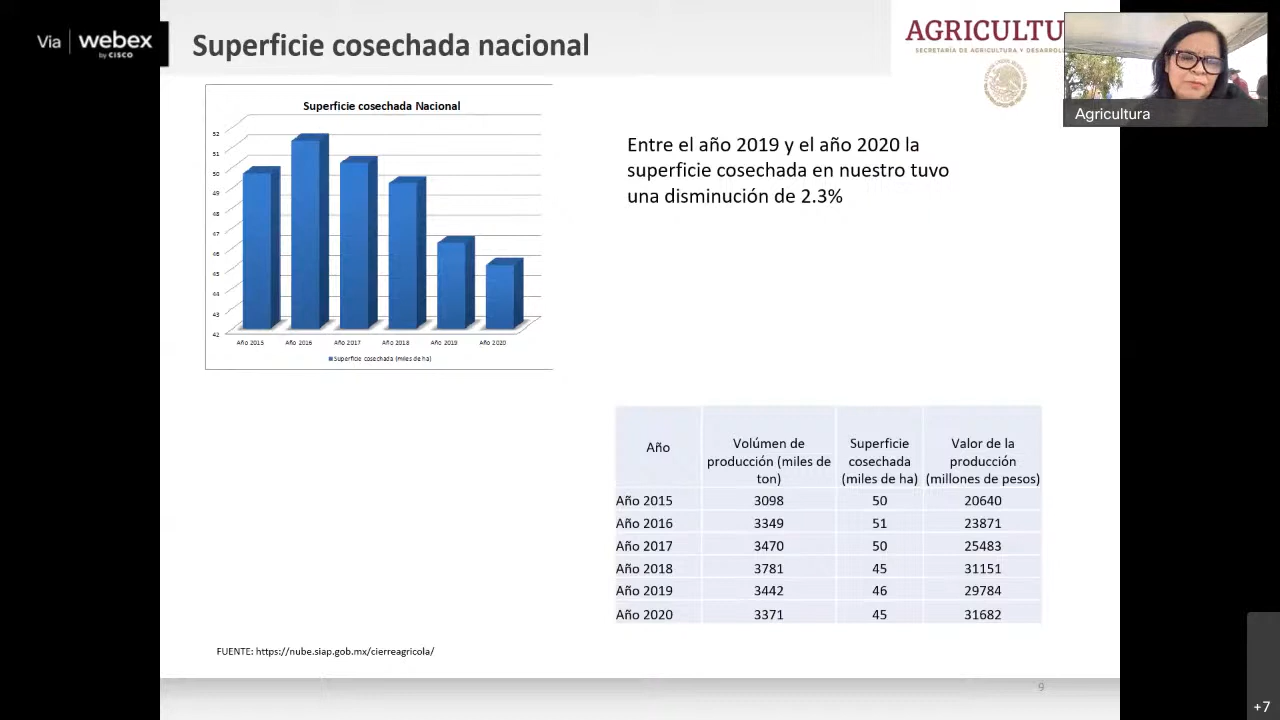 Via webex
by CISCO
Superficie cosechada nacional
AGRICULTU
SECRETARÍA DE AGRICULTURA Y DESARROLL
Agricultura
Superficie cosechada Nacional
52
51
50
49
48
47
46
45
44
43
42
Año 2015 Año 2016 Año 2017 Año 2018 Año 2019 Año 2020
Superficie cosechada (miles de ha)
Entre el año 2019 y el año 2020 la
superficie cosechada en nuestro tuvo
una disminución de 2.3%
Año
Volúmen de
producción (miles de
ton)
Superficie
cosechada
(miles de ha)
Valor de la
producción
(millones de pesos)
Año 2015 3098 50 20640
Año 2016 3349 51 23871
Año 2017 3470 50 25483
Año 2018 3781 45 31151
Año 2019 3442 46 29784
Año 2020 3371 45 31682
FUENTE: https://nube.siap.gob.mx/cierreagricola/
9
+7